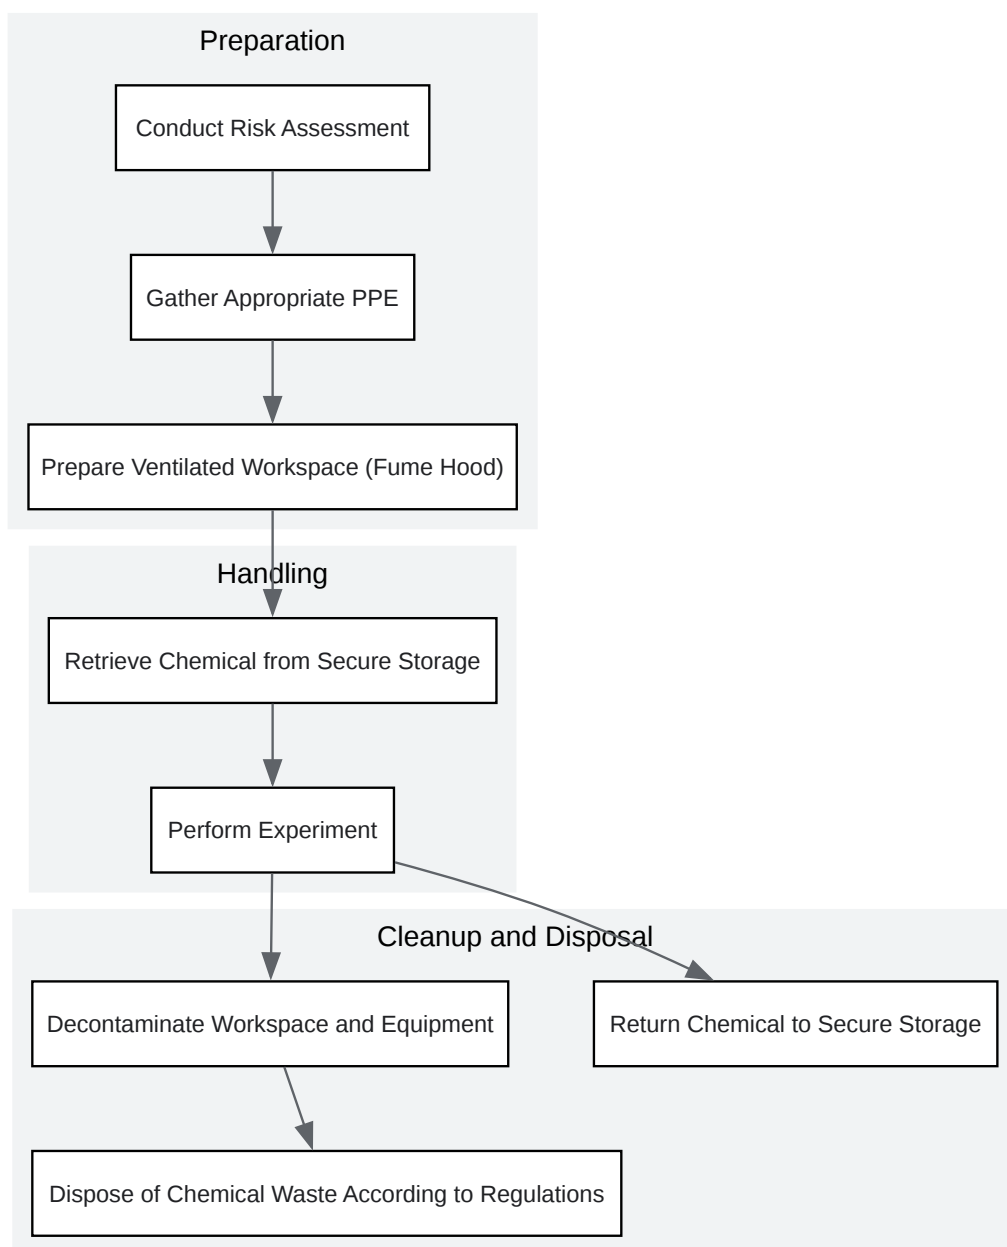 Preparation
Conduct Risk Assessment
Gather Appropriate PPE
Prepare Ventilated Workspace (Fume Hood)
Handling
Retrieve Chemical from Secure Storage
Perform Experiment
Cleanup and Disposal
Decontaminate Workspace and Equipment
Return Chemical to Secure Storage
Dispose of Chemical Waste According to Regulations